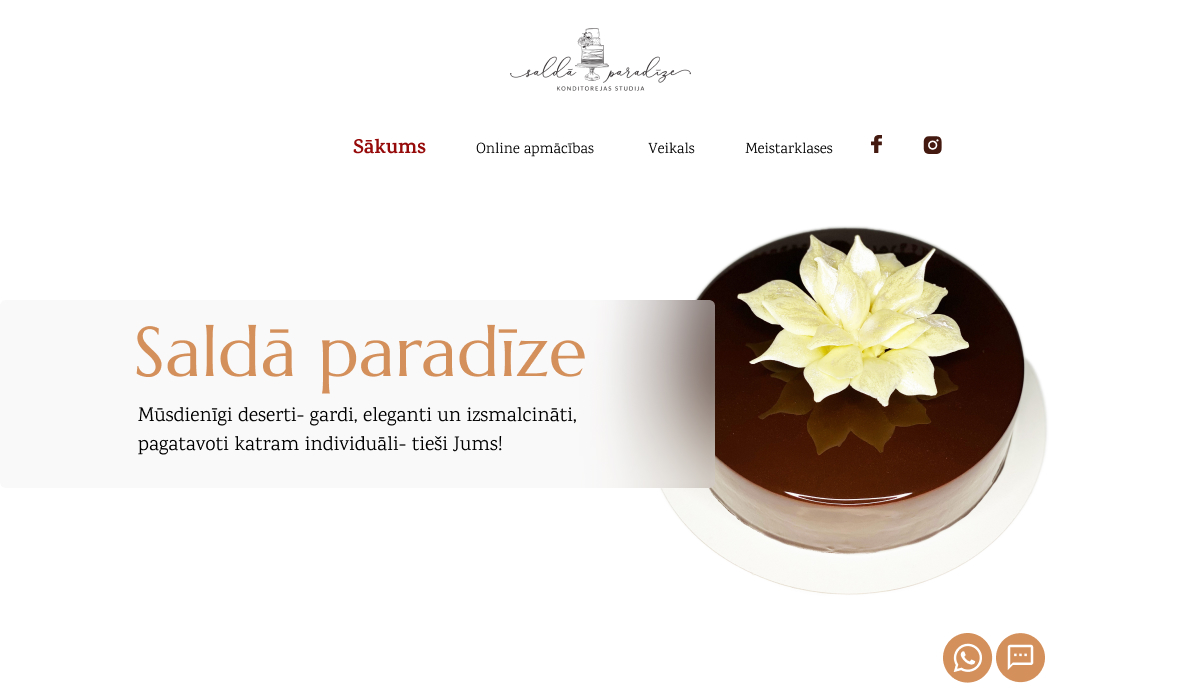 saldā paradīze
KONDITOREJAS STUDIJA
Sākums Online apmācības Veikals Meistarklases
Saldā paradīze
Mūsdienīgi deserti- gardi, eleganti un izsmalcināti,
pagatavoti katram individuāli- tieši Jums!